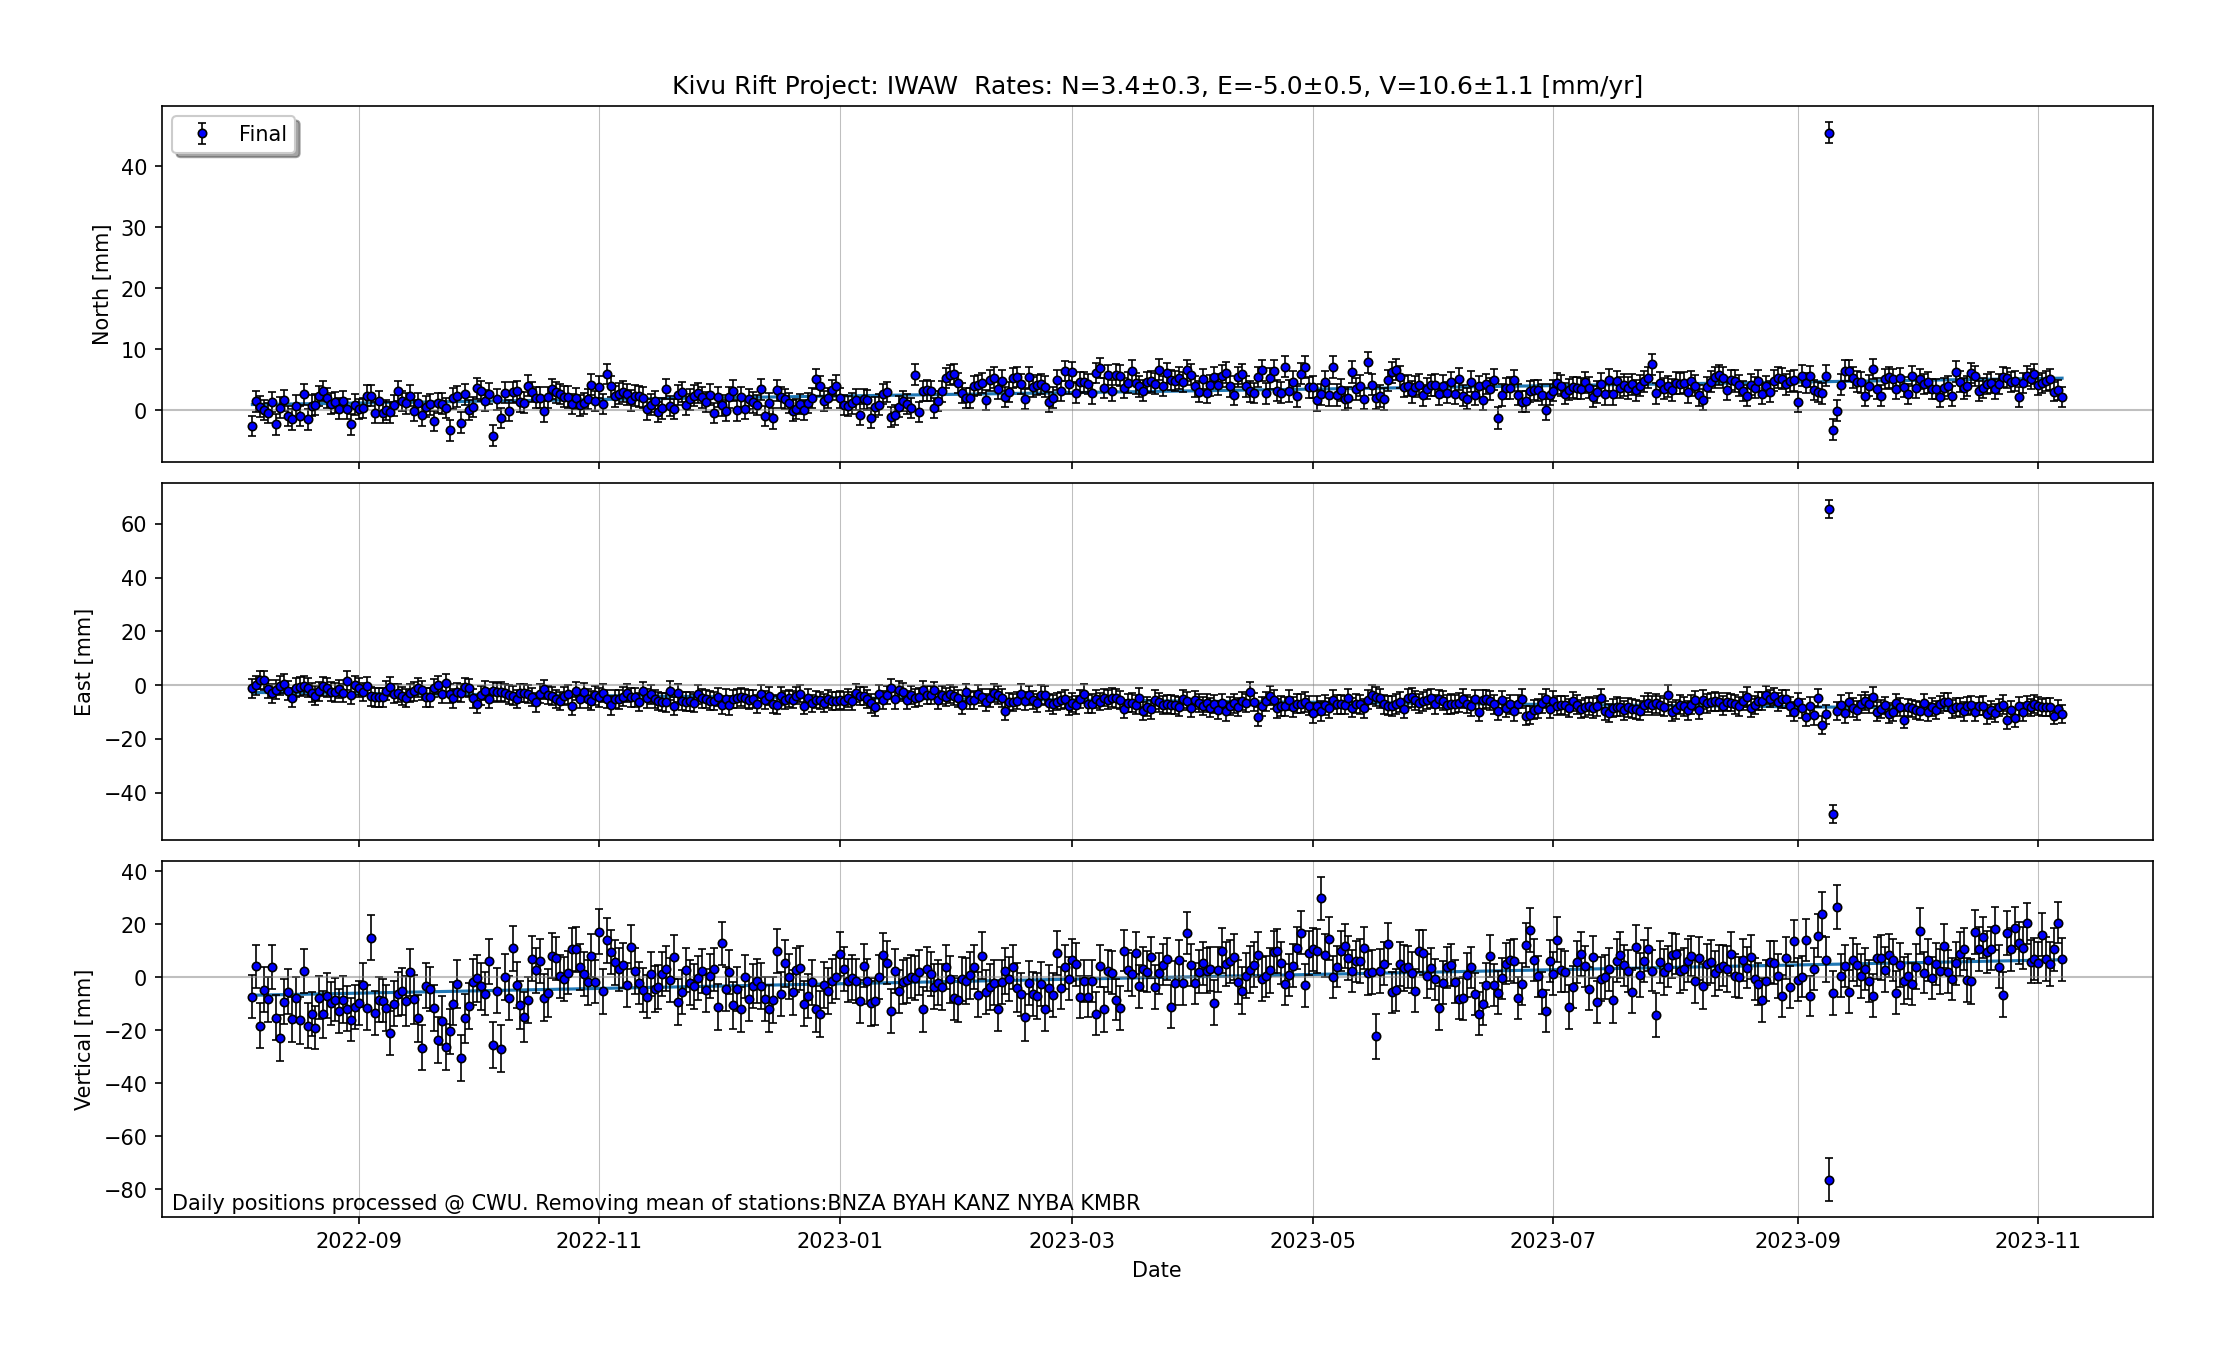 Kivu Rift Project: IWAW  Rates: N=3.4±0.3, E=-5.0±0.5, V=10.6±1.1 [mm/yr]
Final
North [mm]
40
30
20
10
0
East [mm]
60
40
20
0
−20
−40
Vertical [mm]
40
20
0
−20
−40
−60
−80
Daily positions processed @ CWU. Removing mean of stations:BNZA BYAH KANZ NYBA KMBR
2022-09 2022-11 2023-01 2023-03 2023-05 2023-07 2023-09 2023-11
Date